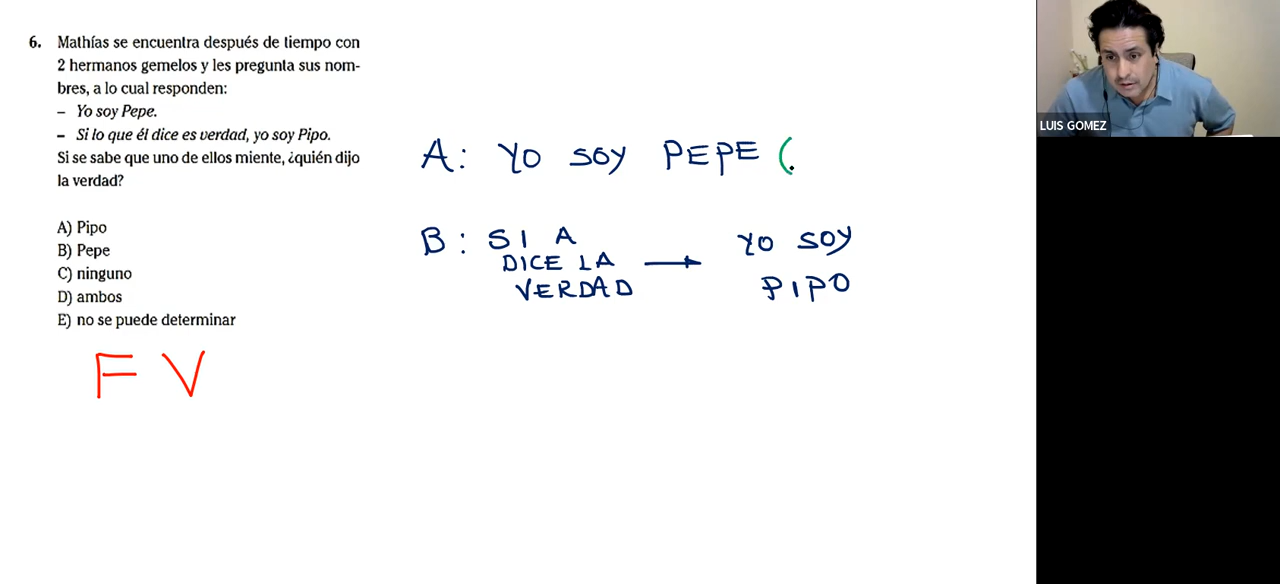 6. Mathías se encuentra después de tiempo con
2 hermanos gemelos y les pregunta sus nom-
bres, a lo cual responden:
– Yo soy Pepe.
– Si lo que él dice es verdad, yo soy Pipo.
Si se sabe que uno de ellos miente, ¿quién dijo
la verdad?
A) Pipo
B) Pepe
C) ninguno
D) ambos
E) no se puede determinar
F V
A: YO SOY PEPE (
B: SI A
DICE LA
VERDAD → YO SOY
PIPO
LUIS GOMEZ